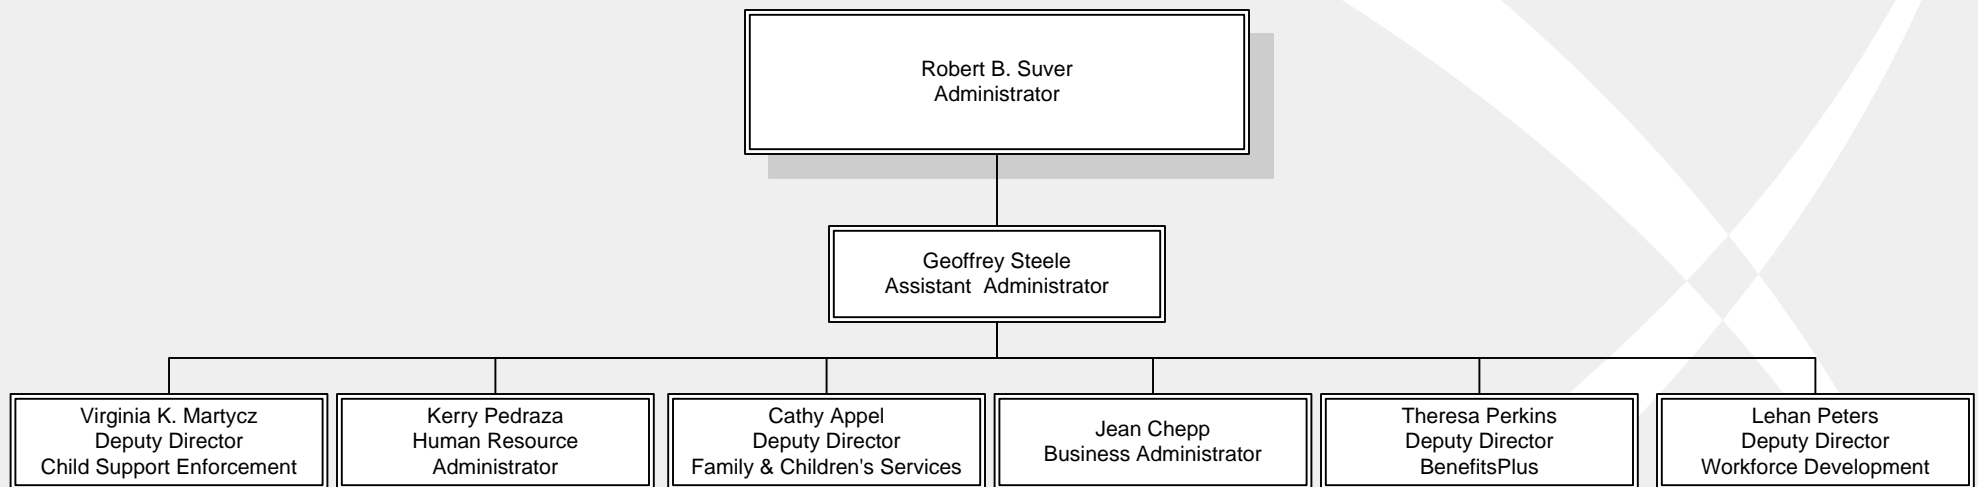 Robert B. Suver
Administrator
Geoffrey Steele
Assistant  Administrator
Virginia K. Martycz
Deputy Director
Child Support Enforcement
Kerry Pedraza
Human Resource
Administrator
Cathy Appel
Deputy Director
Family & Children's Services
Jean Chepp
Business Administrator
Theresa Perkins
Deputy Director
BenefitsPlus
Lehan Peters
Deputy Director
Workforce Development